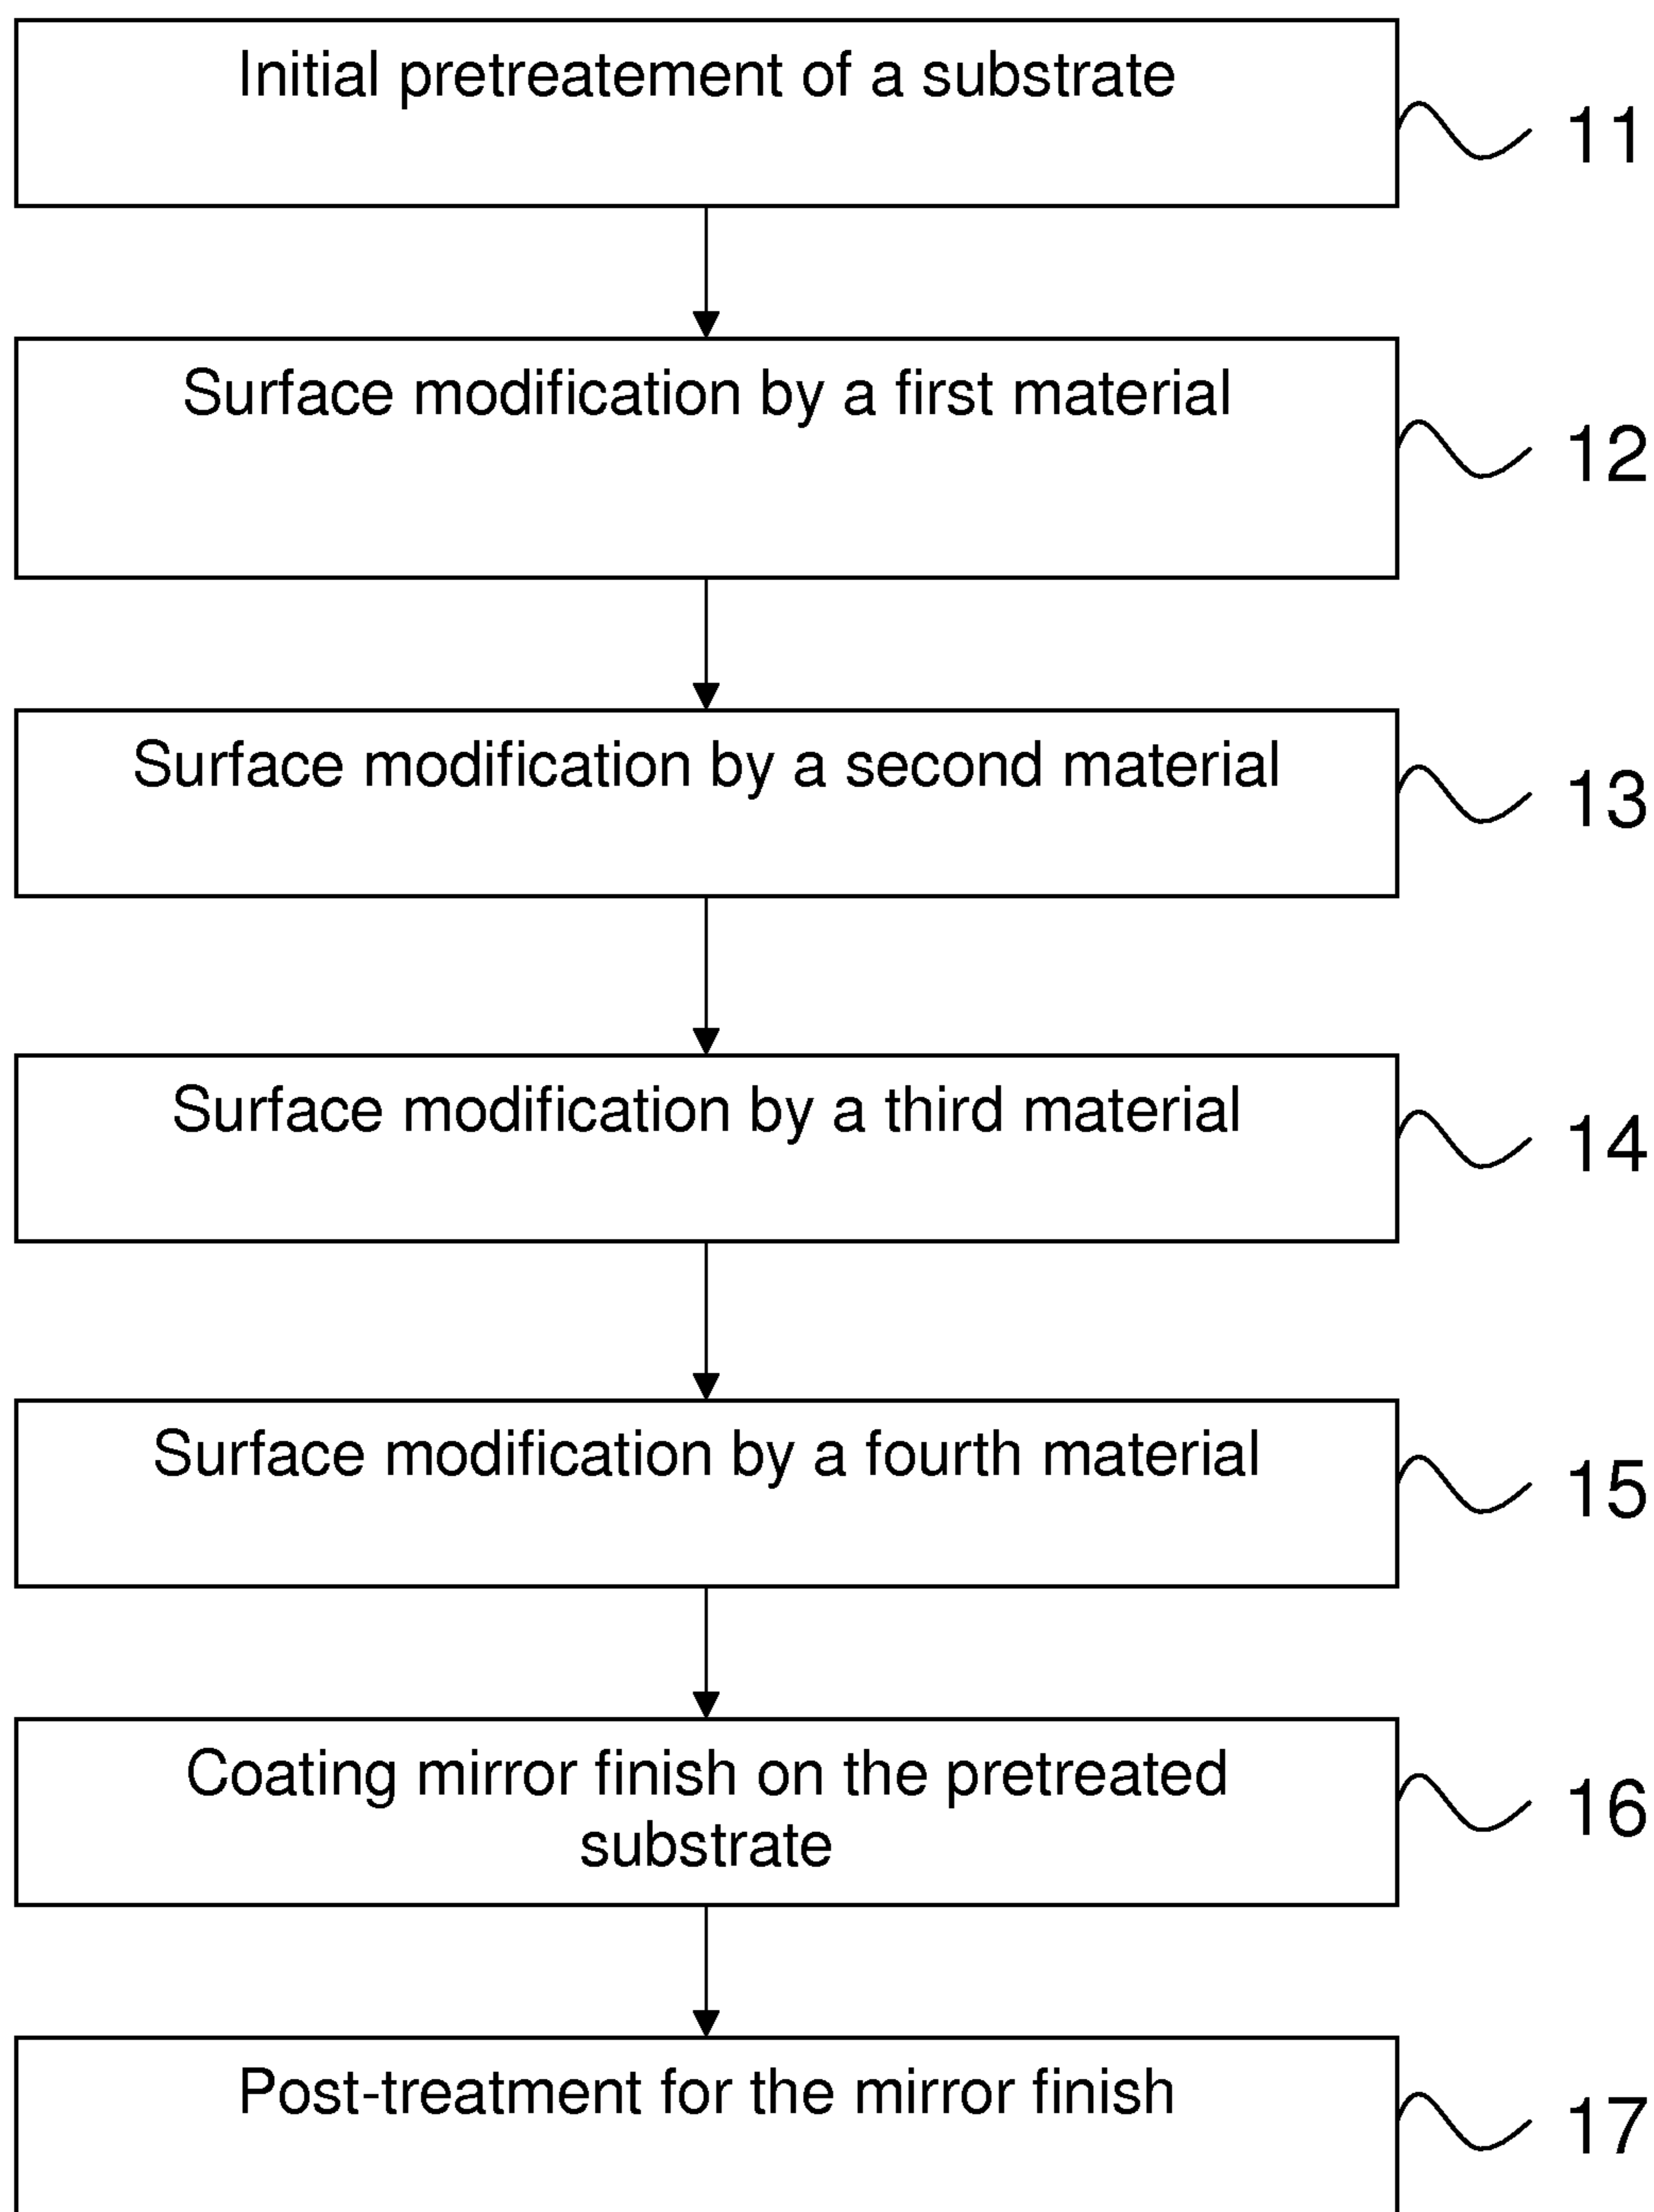 Initial pretreatement of a substrate
11
Surface modification by a first material
12
Surface modification by a second material
13
Surface modification by a third material
14
Surface modification by a fourth material
15
Coating mirror finish on the pretreated
substrate
16
Post-treatment for the mirror finish
17